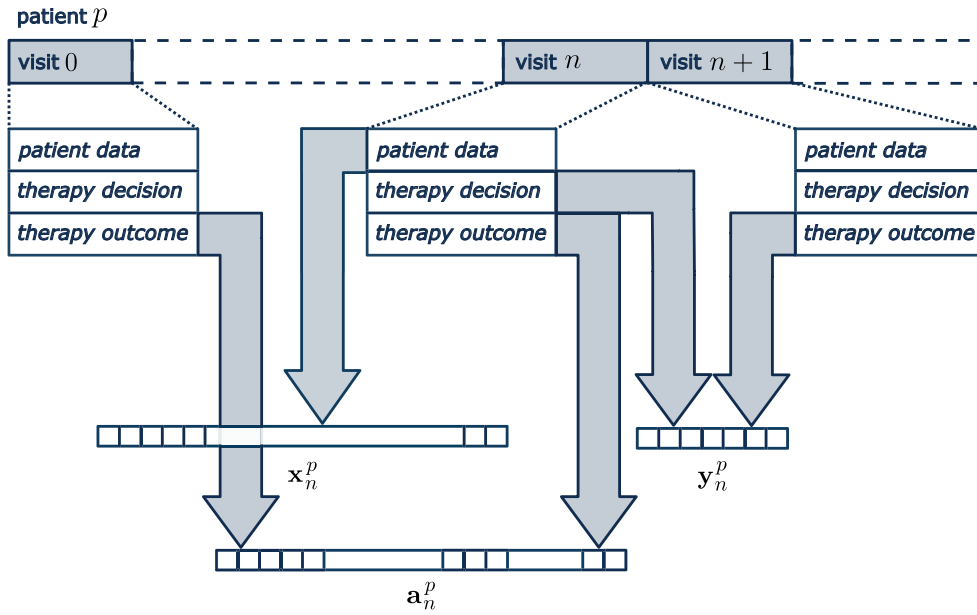 patient p
visit 0
visit n
visit n + 1
patient data
therapy decision
therapy outcome
patient data
therapy decision
therapy outcome
patient data
therapy decision
therapy outcome
x_n^p
y_n^p
a_n^p